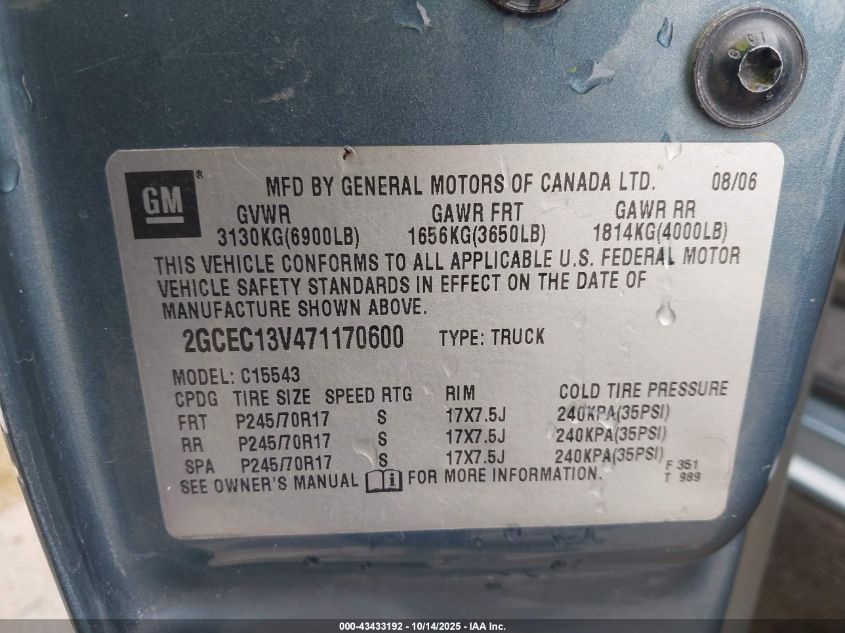 GM ® MFD BY GENERAL MOTORS OF CANADA LTD. 08/06
GVWR GAWR FRT GAWR RR
3130KG(6900LB) 1656KG(3650LB) 1814KG(4000LB)
THIS VEHICLE CONFORMS TO ALL APPLICABLE U.S. FEDERAL MOTOR
VEHICLE SAFETY STANDARDS IN EFFECT ON THE DATE OF
MANUFACTURE SHOWN ABOVE.
2GCEC13V471170600 TYPE: TRUCK
MODEL: C15543
CPDG TIRE SIZE SPEED RTG RIM COLD TIRE PRESSURE
FRT P245/70R17 S 17X7.5J 240KPA(35PSI)
RR P245/70R17 S 17X7.5J 240KPA(35PSI)
SPA P245/70R17 S 17X7.5J 240KPA(35PSI)
F 351
T 989
SEE OWNER'S MANUAL i FOR MORE INFORMATION.
000-43433192 - 10/14/2025 - IAA Inc.